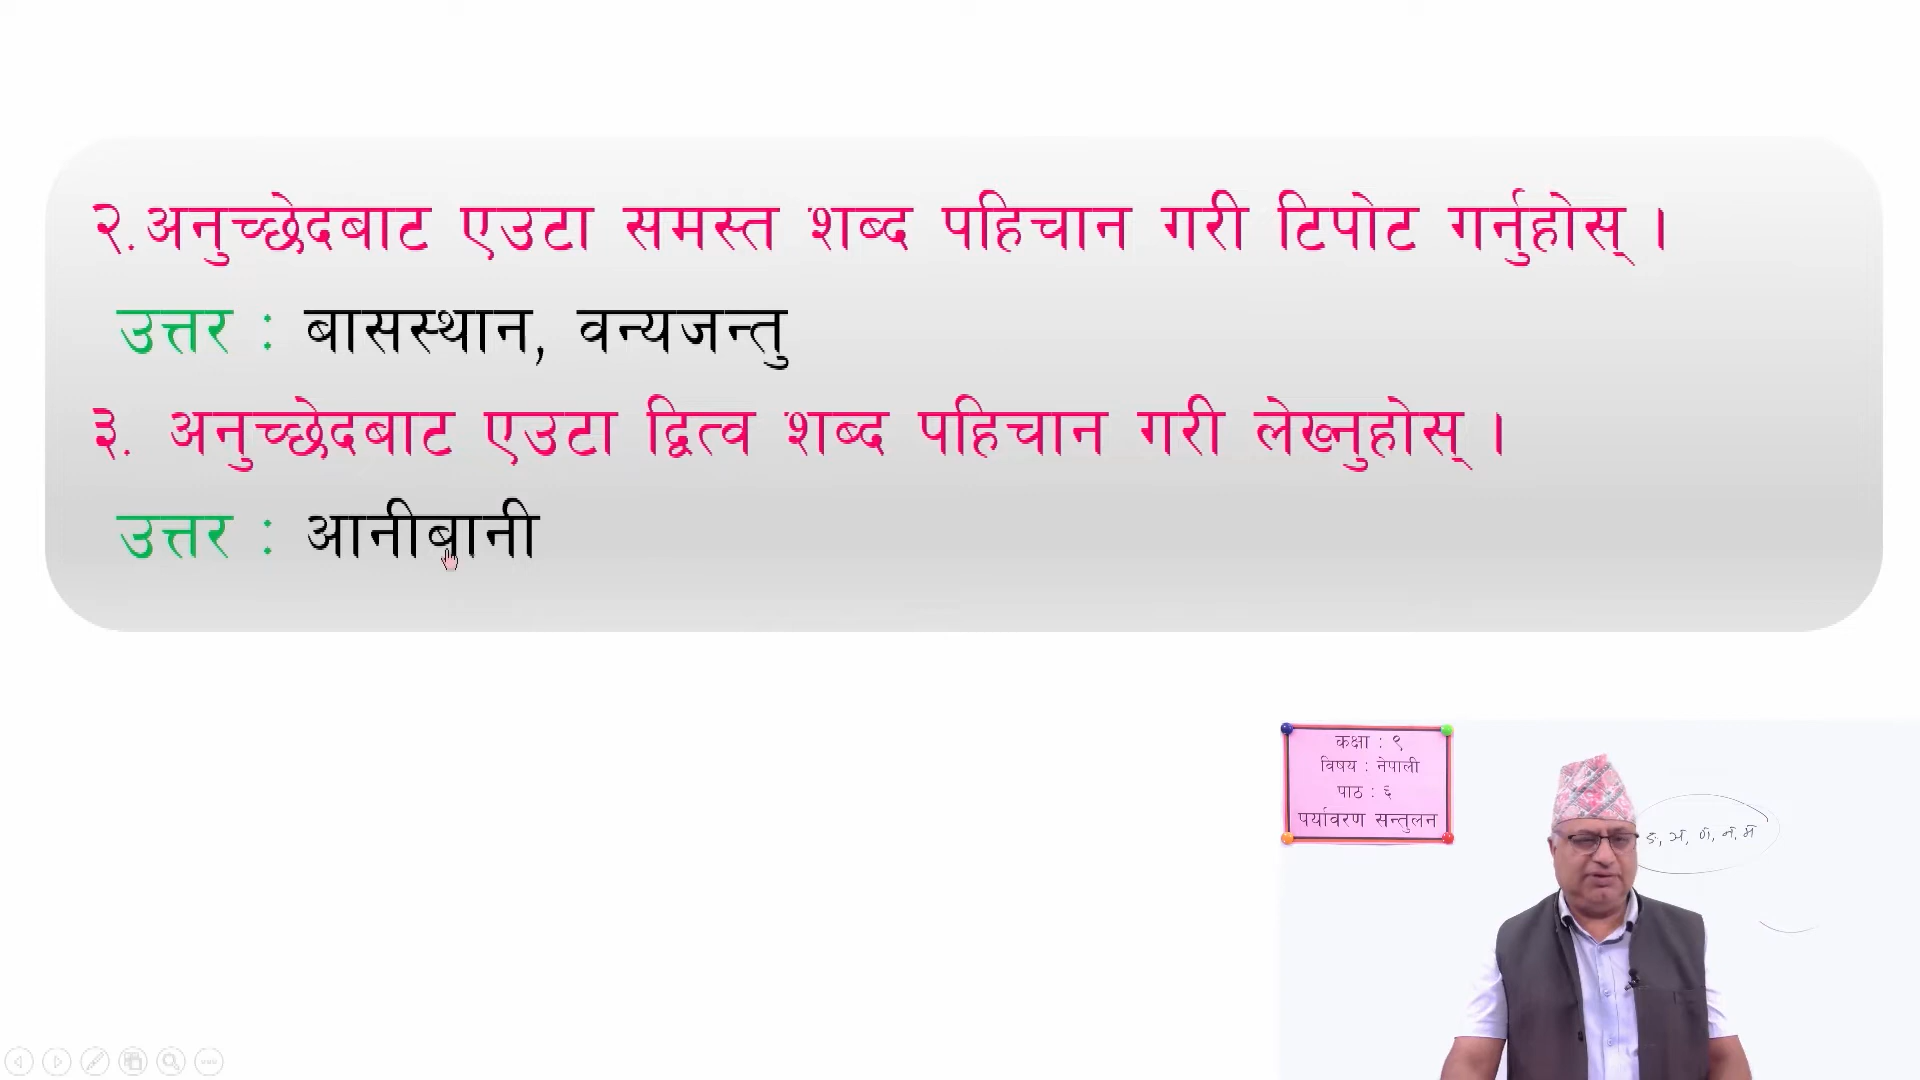 २.अनुच्छेदबाट एउटा समस्त शब्द पहिचान गरी टिपोट गर्नुहोस् ।
उत्तर : बासस्थान, वन्यजन्तु
३. अनुच्छेदबाट एउटा द्वित्व शब्द पहिचान गरी लेख्नुहोस् ।
उत्तर : आनीबानी
कक्षा : ९
विषय : नेपाली
पाठ : ६
पर्यावरण सन्तुलन
ङ, ञ, ण, न, म